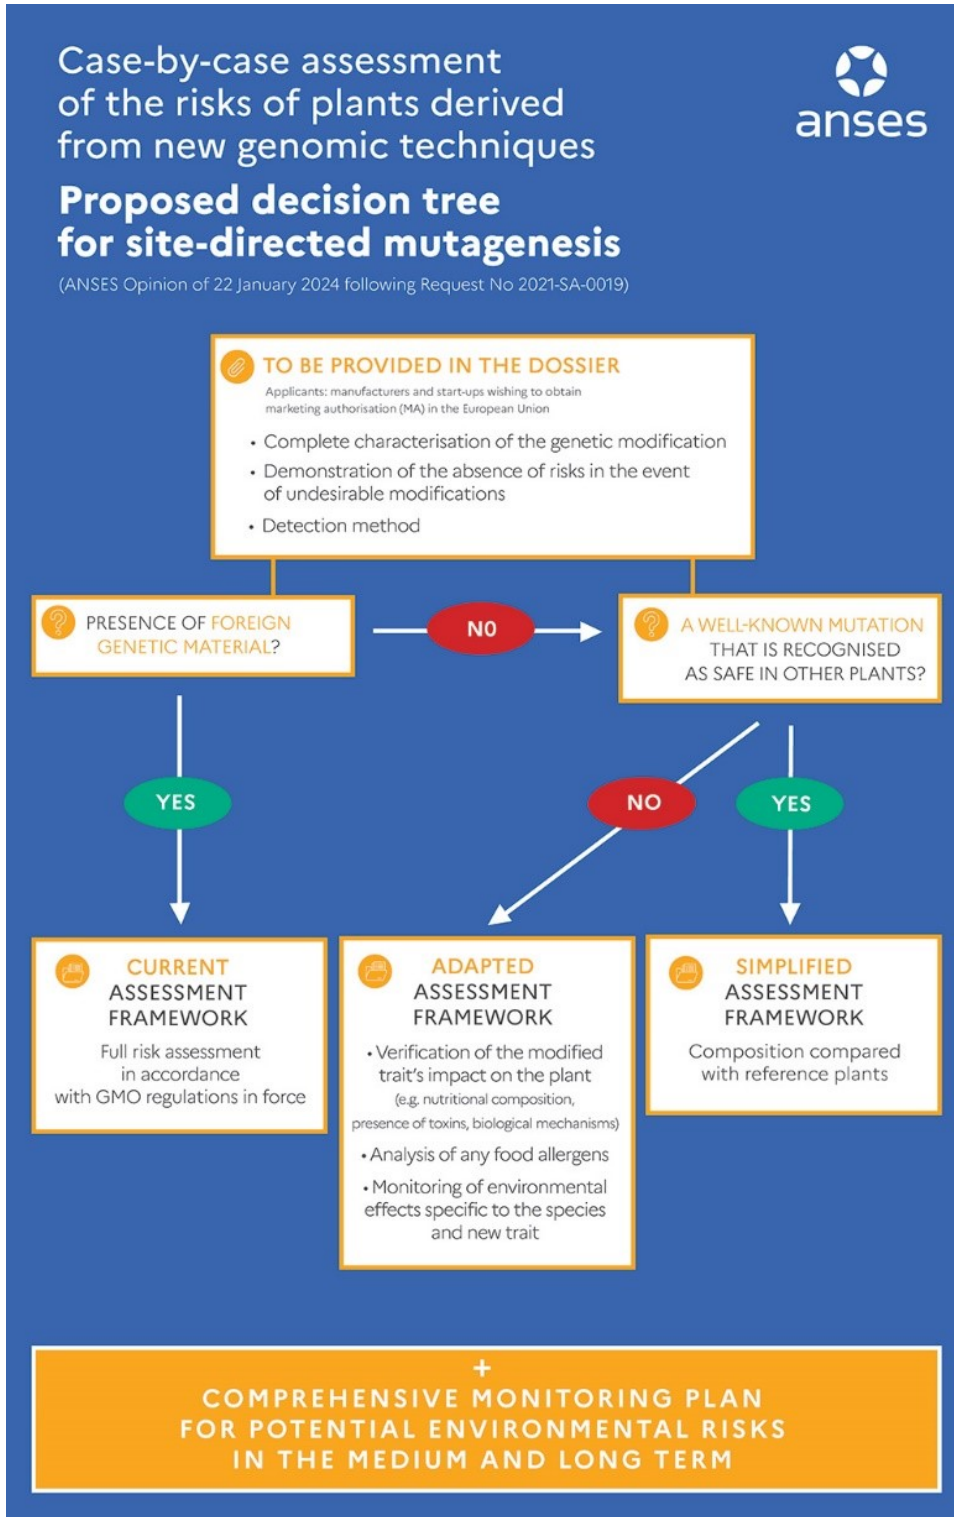 Case-by-case assessment
of the risks of plants derived
from new genomic techniques
anses
Proposed decision tree
for site-directed mutagenesis
(ANSES Opinion of 22 January 2024 following Request No 2021-SA-0019)
TO BE PROVIDED IN THE DOSSIER
Applicants: manufacturers and start-ups wishing to obtain
marketing authorisation (MA) in the European Union
• Complete characterisation of the genetic modification
• Demonstration of the absence of risks in the event
of undesirable modifications
• Detection method
PRESENCE OF FOREIGN
GENETIC MATERIAL?
N0
A WELL-KNOWN MUTATION
THAT IS RECOGNISED
AS SAFE IN OTHER PLANTS?
YES
NO
YES
CURRENT
ASSESSMENT
FRAMEWORK
Full risk assessment
in accordance
with GMO regulations in force
ADAPTED
ASSESSMENT
FRAMEWORK
• Verification of the modified
trait's impact on the plant
(e.g. nutritional composition,
presence of toxins, biological mechanisms)
• Analysis of any food allergens
• Monitoring of environmental
effects specific to the species
and new trait
SIMPLIFIED
ASSESSMENT
FRAMEWORK
Composition compared
with reference plants
+
COMPREHENSIVE MONITORING PLAN
FOR POTENTIAL ENVIRONMENTAL RISKS
IN THE MEDIUM AND LONG TERM